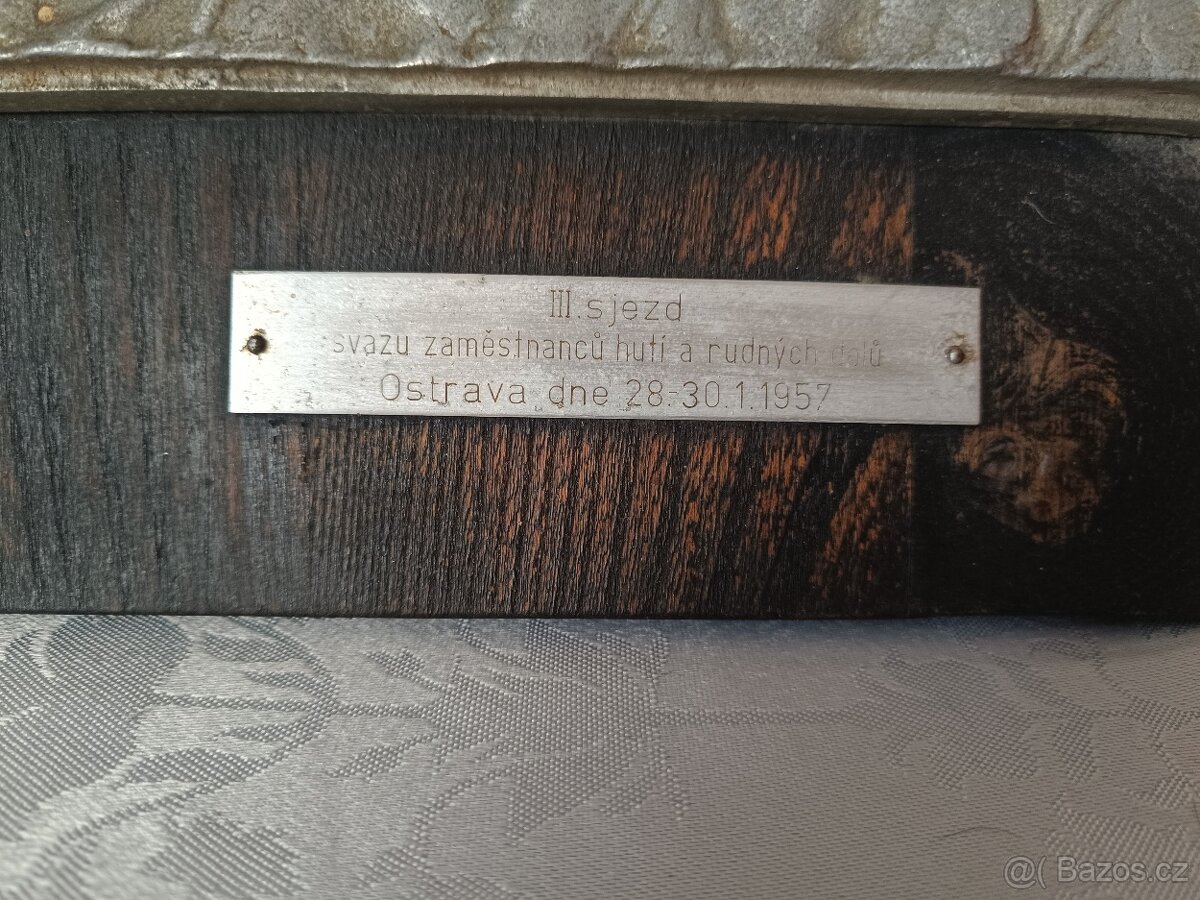 III. sjezd
svazu zaměstnanců hutí a rudných dolů
Ostrava dne 28.-30.1.1957
@( Bazos.cz